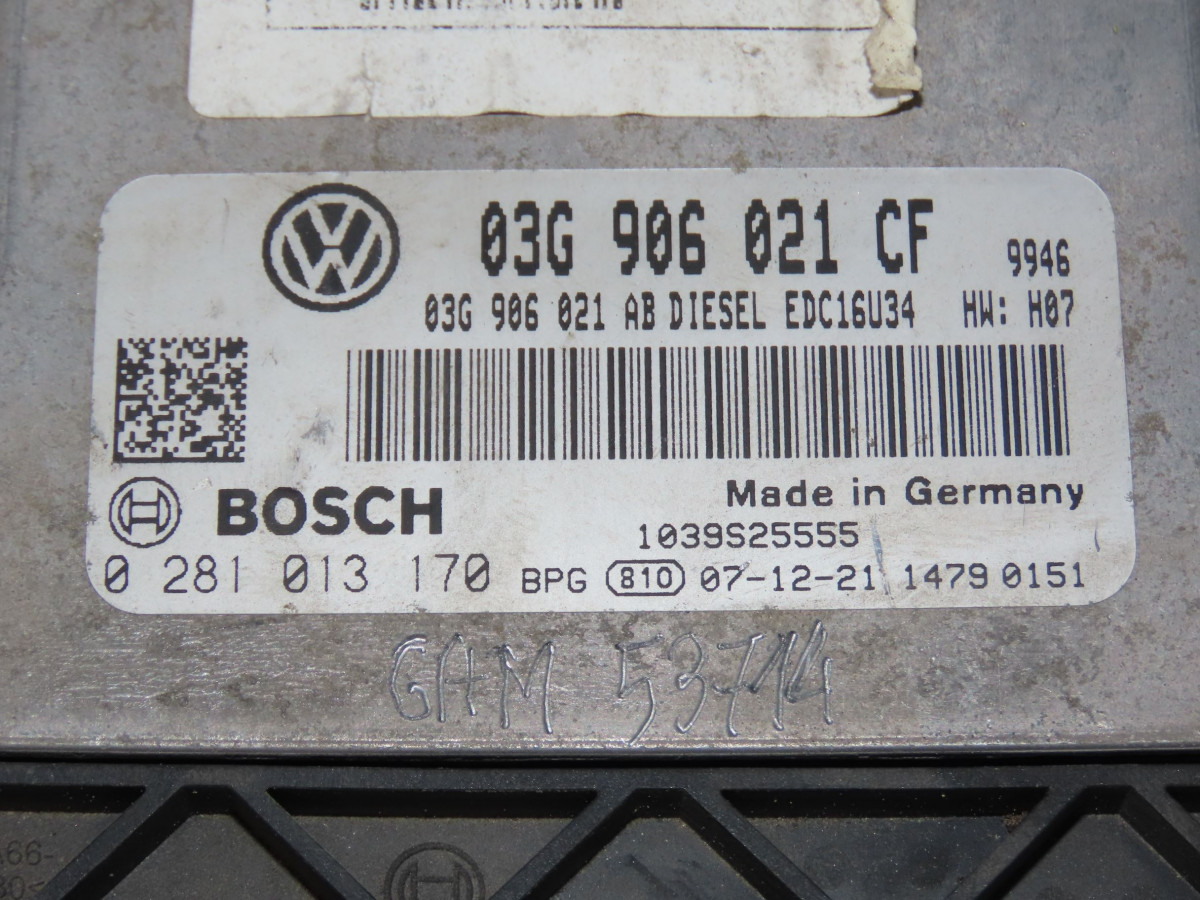 03G 906 021 CF 9946
03G 906 021 AB DIESEL EDC16U34 HW: H07
BOSCH
Made in Germany
1039S25555
0 281 013 170 BPG 810 07-12-21 1479 0151
GAM 53714